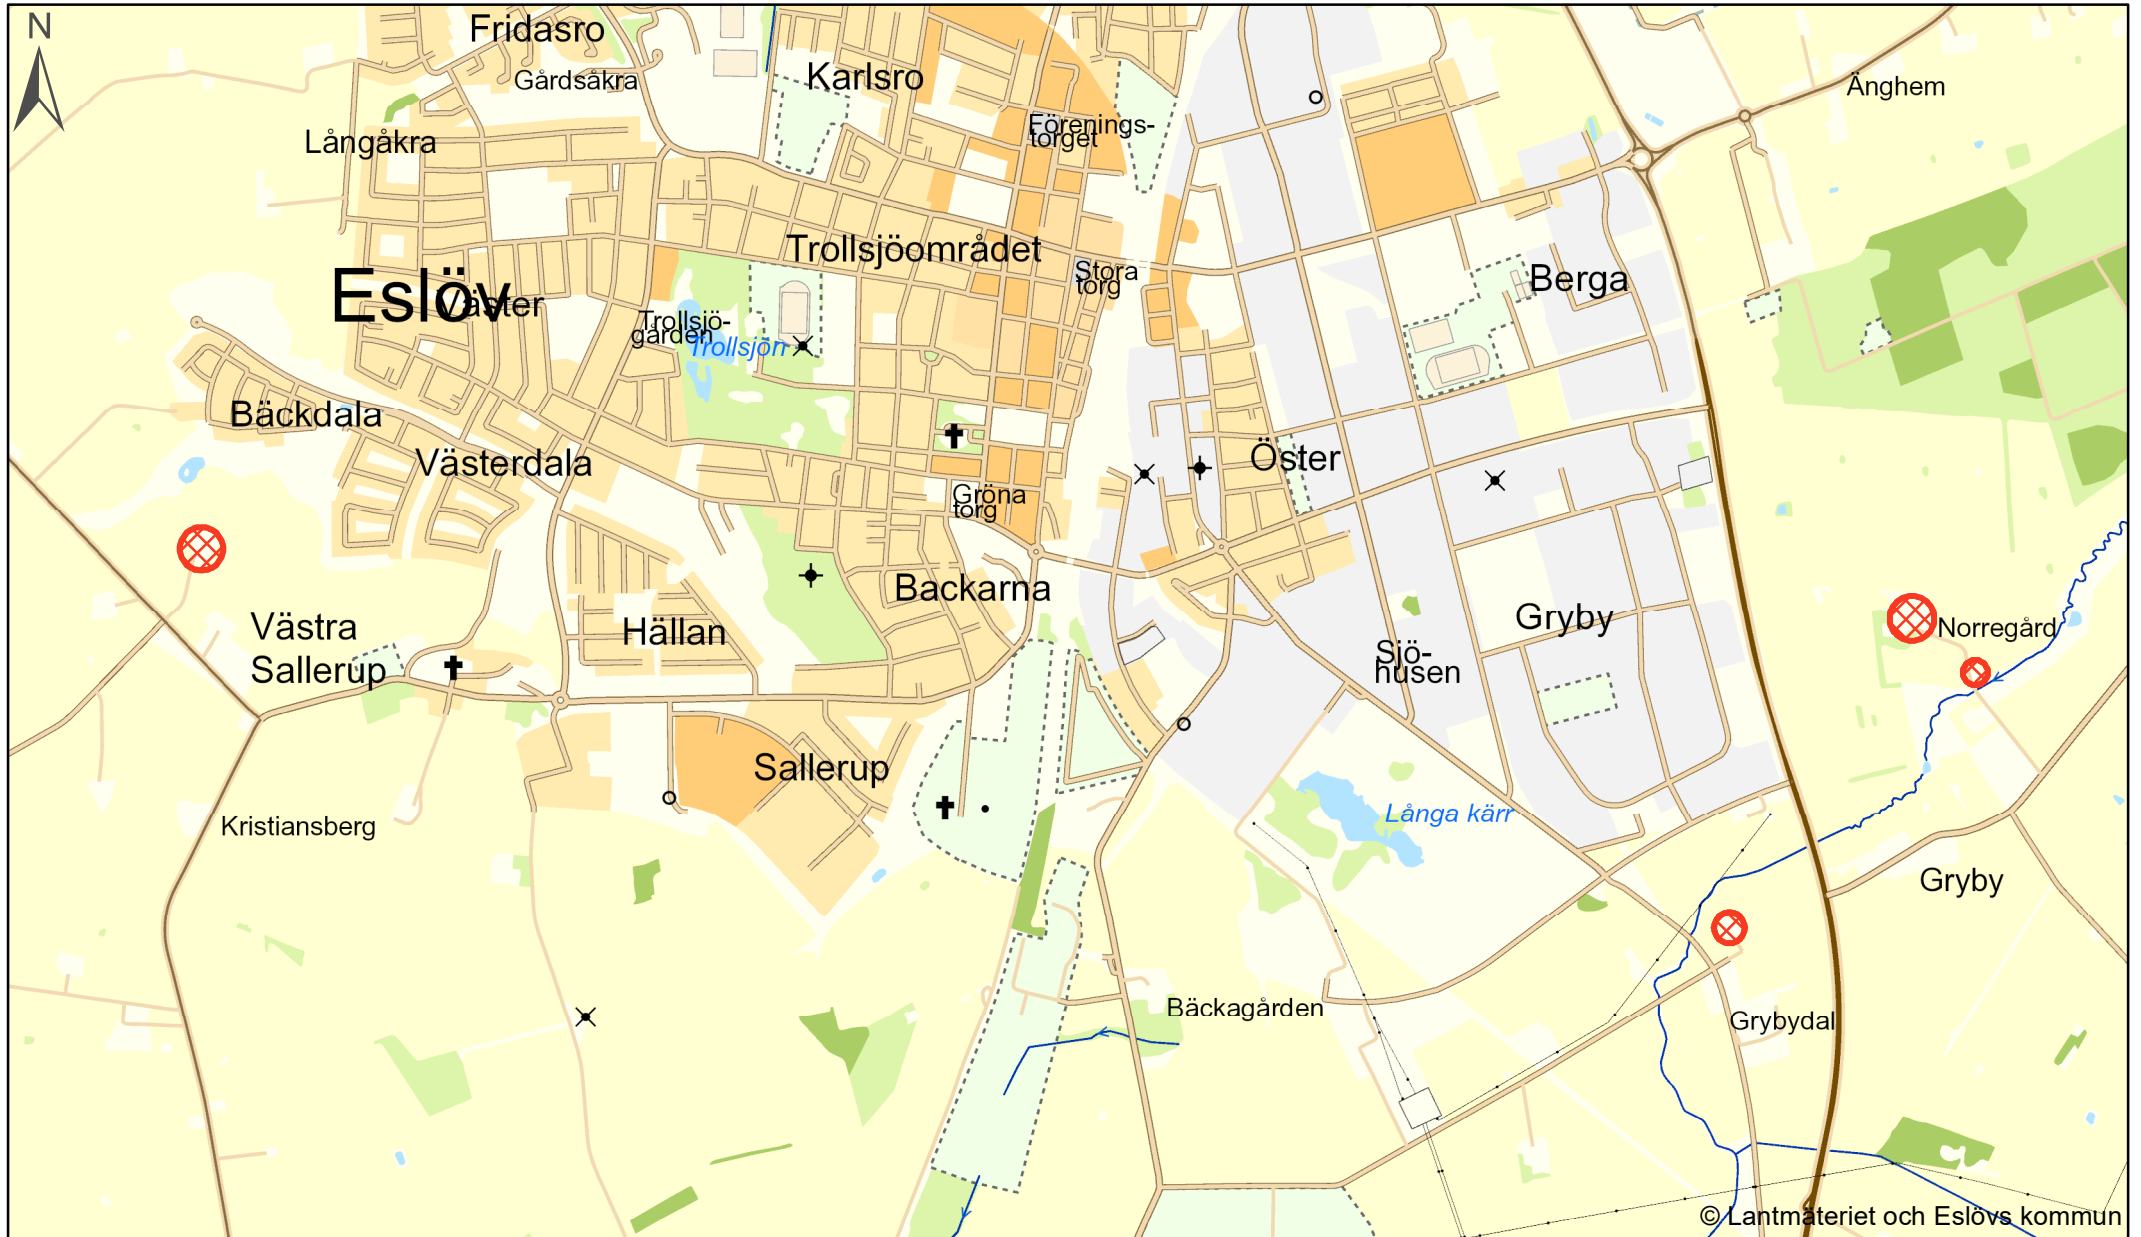 N
Fridasro
Gårdsåkra
Karlsro
Änghem
Långåkra
Förenings-
torget
Trollsjöområdet
Stora
torg
Berga
Eslöv
Väster
Trollsjö-
gården
Trollsjön
Bäckdala
Västerdala
Öster
Gröna
torg
Backarna
Västra
Sallerup
Hällan
Gryby
Norregård
Sjö-
husen
Sallerup
Långa kärr
Kristiansberg
Gryby
Bäckagården
Grybydal
© Lantmäteriet och Eslövs kommun